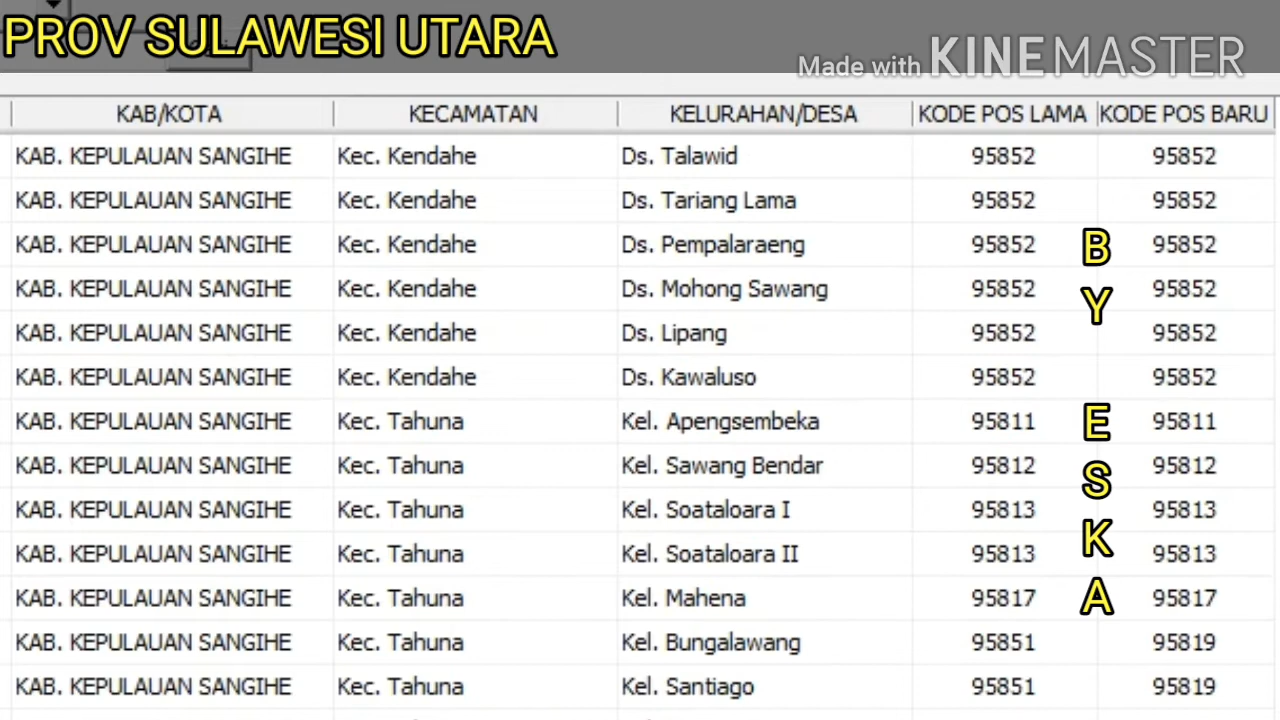 PROV SULAWESI UTARA
Made with KINEMASTER
KAB/KOTA KECAMATAN KELURAHAN/DESA KODE POS LAMA KODE POS BARU
KAB. KEPULAUAN SANGIHE Kec. Kendahe Ds. Talawid 95852 95852
KAB. KEPULAUAN SANGIHE Kec. Kendahe Ds. Tariang Lama 95852 95852
KAB. KEPULAUAN SANGIHE Kec. Kendahe Ds. Pempalaraeng 95852 95852
KAB. KEPULAUAN SANGIHE Kec. Kendahe Ds. Mohong Sawang 95852 95852
KAB. KEPULAUAN SANGIHE Kec. Kendahe Ds. Lipang 95852 95852
KAB. KEPULAUAN SANGIHE Kec. Kendahe Ds. Kawaluso 95852 95852
KAB. KEPULAUAN SANGIHE Kec. Tahuna Kel. Apengsembeka 95811 95811
KAB. KEPULAUAN SANGIHE Kec. Tahuna Kel. Sawang Bendar 95812 95812
KAB. KEPULAUAN SANGIHE Kec. Tahuna Kel. Soataloara I 95813 95813
KAB. KEPULAUAN SANGIHE Kec. Tahuna Kel. Soataloara II 95813 95813
KAB. KEPULAUAN SANGIHE Kec. Tahuna Kel. Mahena 95817 95817
KAB. KEPULAUAN SANGIHE Kec. Tahuna Kel. Bungalawang 95851 95819
KAB. KEPULAUAN SANGIHE Kec. Tahuna Kel. Santiago 95851 95819
BY ESKA